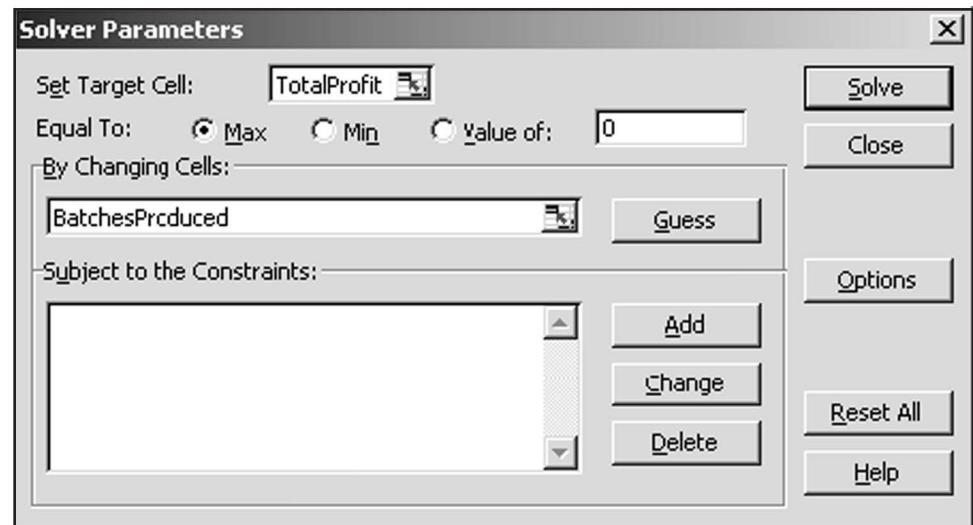 Solver Parameters
Set Target Cell: TotalProfit Solve
Equal To: Max Min Value of: 0 Close
By Changing Cells:
BatchesPrcduced Guess
Subject to the Constraints: Options
Add
Change
Reset All
Delete
Help